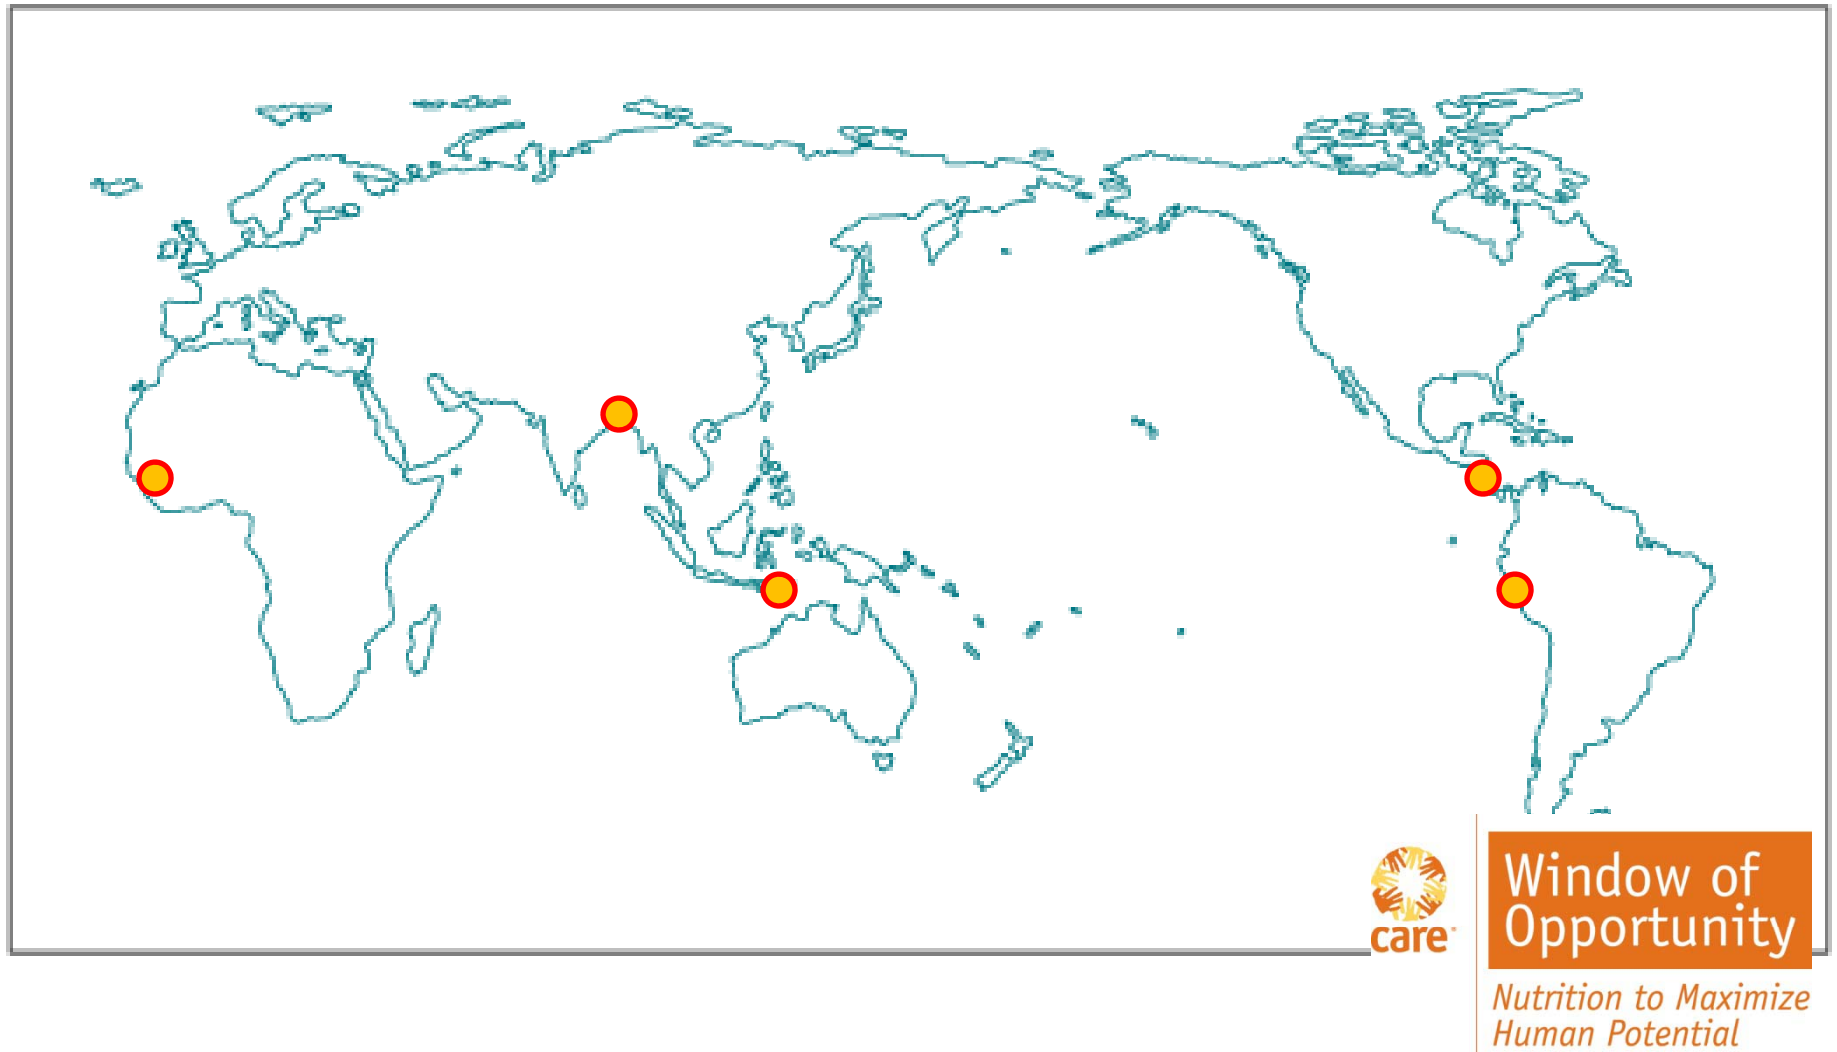 care
Window of
Opportunity
Nutrition to Maximize
Human Potential